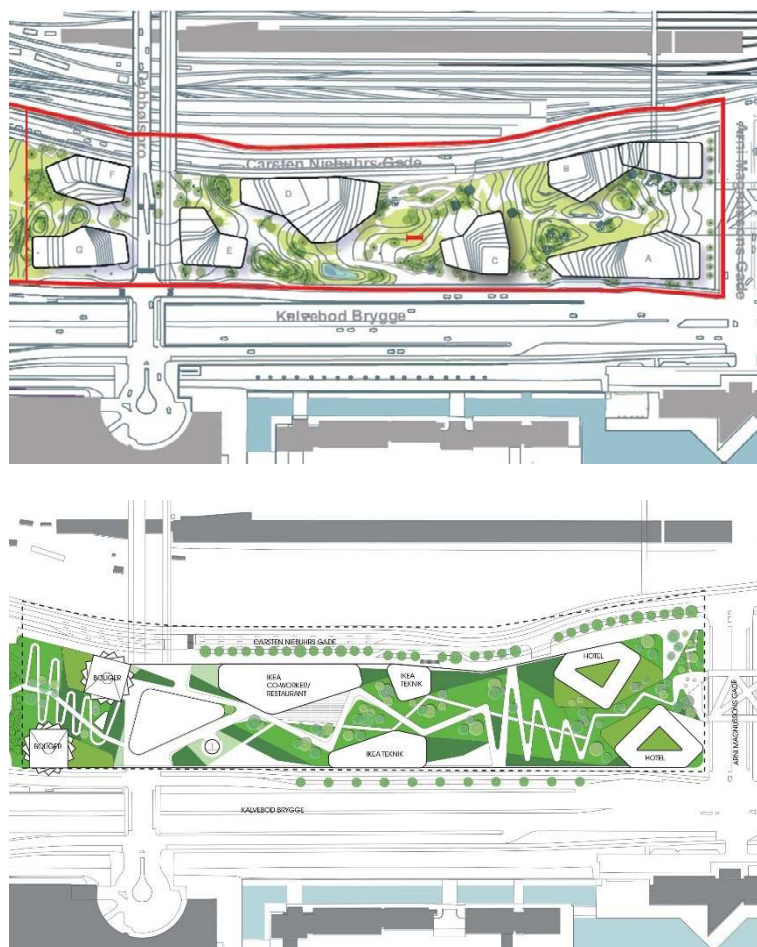 Dybbølsbro
Carsten Niebuhrs Gade
Arni Magnussons Gade
F
D
B
G
E
C
A
Kalvebod Brygge
CARSTEN NIEBUHRS GADE
BOLIGER
IKEA
CO-WORKER/
RESTAURANT
IKEA
TEKNIK
HOTEL
BOLIGER
IKEA TEKNIK
HOTEL
ARNI MAGNUSSONS GADE
KALVEBOD BRYGGE